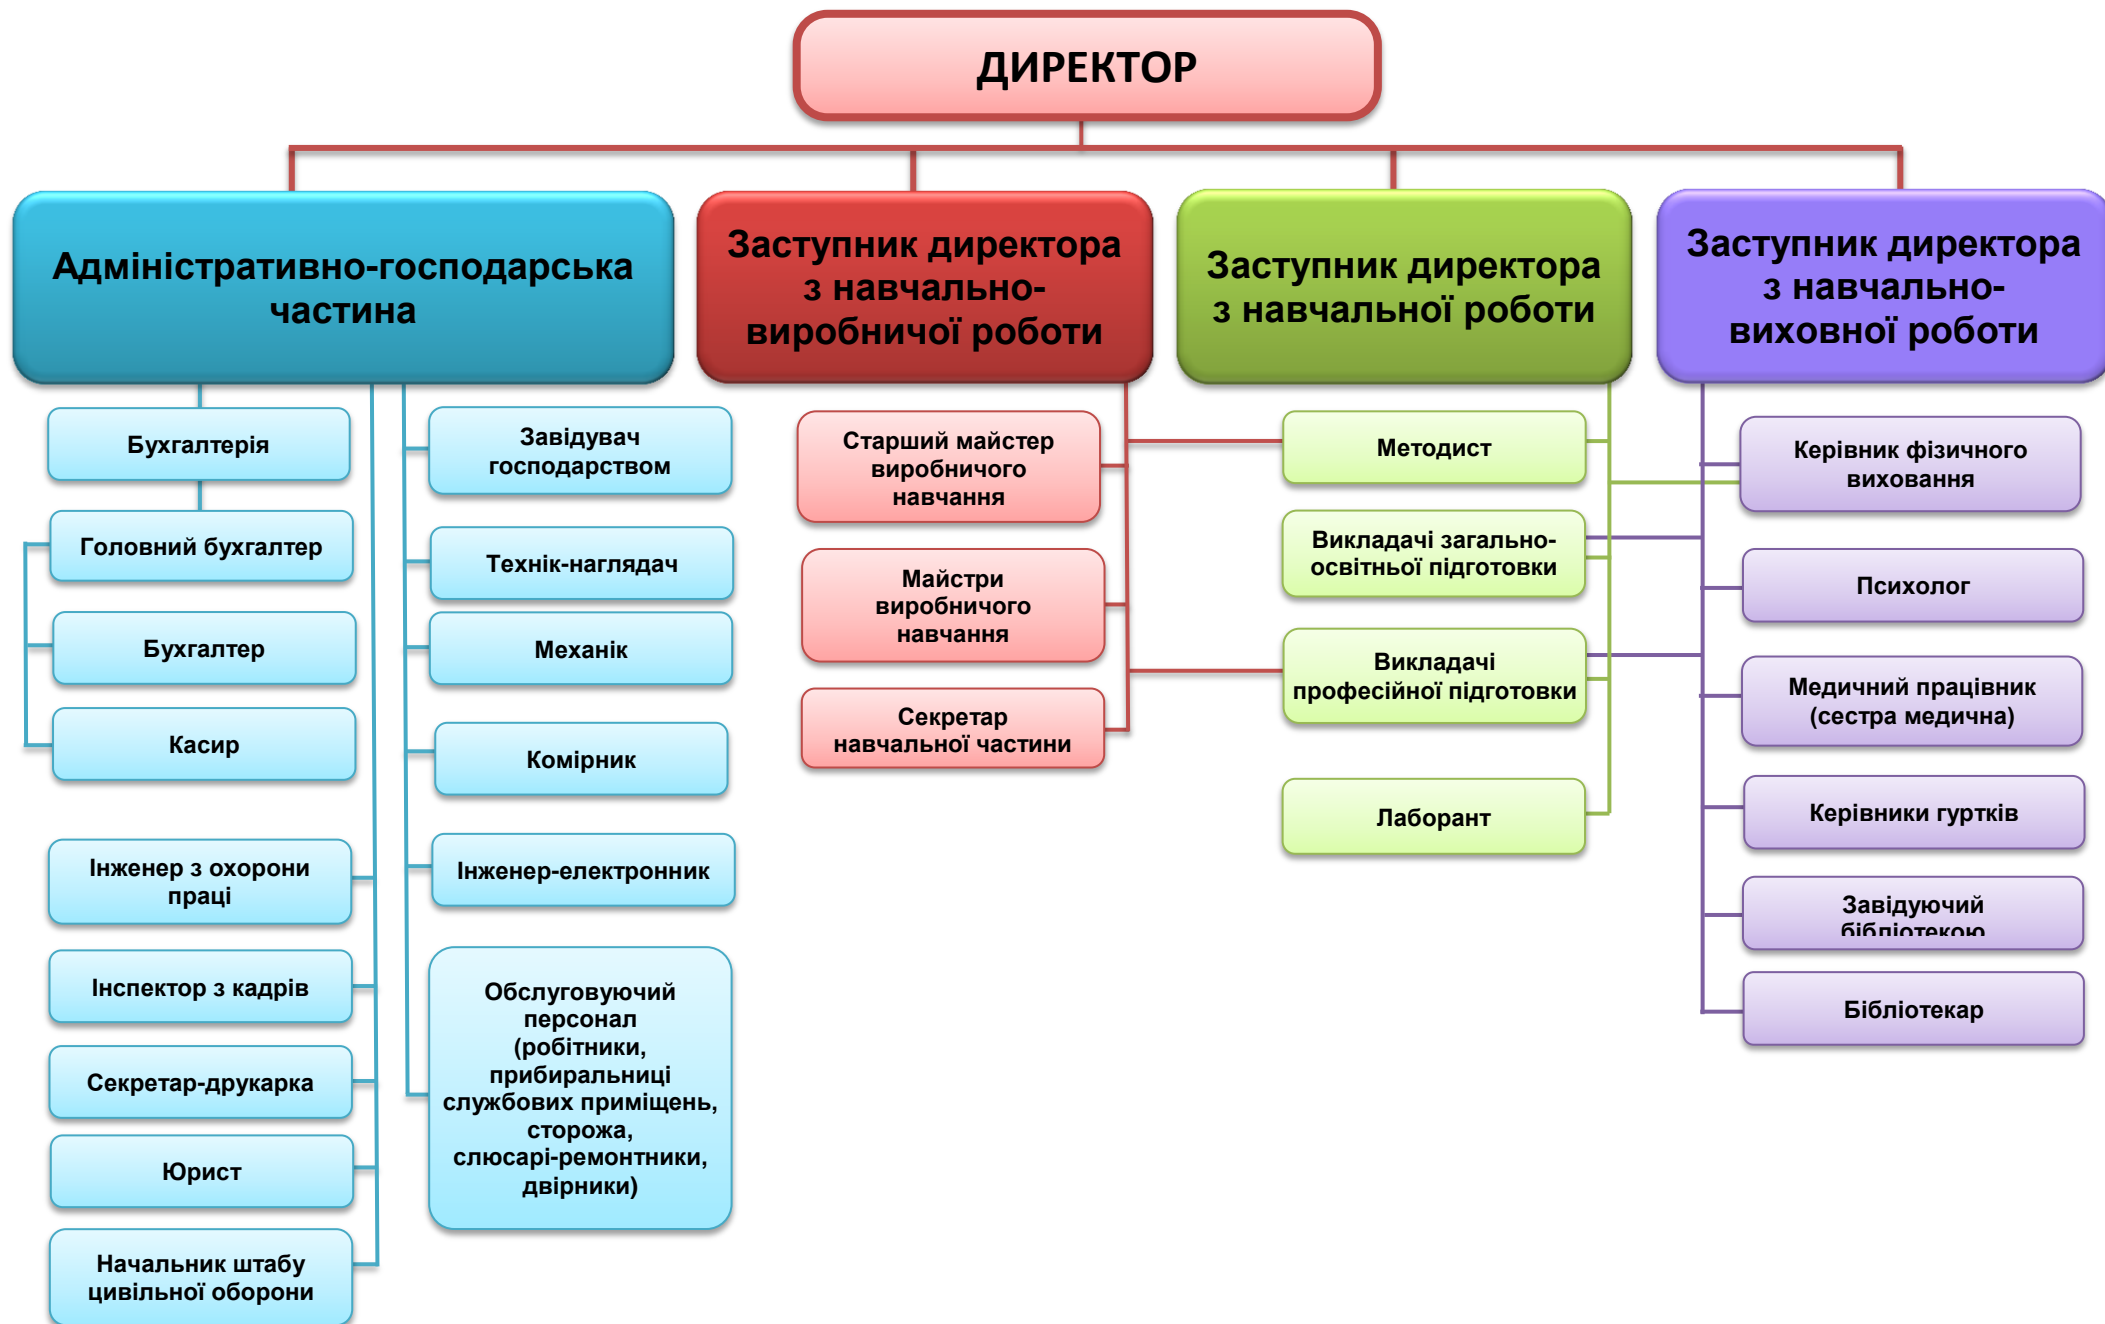 ДИРЕКТОР
Адміністративно-господарська
частина
Заступник директора
з навчально-
виробничої роботи
Заступник директора
з навчальної роботи
Заступник директора
з навчально-
виховної роботи
Бухгалтерія
Головний бухгалтер
Бухгалтер
Касир
Інженер з охорони
праці
Інспектор з кадрів
Секретар-друкарка
Юрист
Начальник штабу
цивільної оборони
Завідувач
господарством
Технік-наглядач
Механік
Комірник
Інженер-електронник
Обслуговуючий
персонал
(робітники,
прибиральниці
службових приміщень,
сторожа,
слюсарі-ремонтники,
двірники)
Старший майстер
виробничого
навчання
Майстри
виробничого
навчання
Секретар
навчальної частини
Методист
Викладачі загально-
освітньої підготовки
Викладачі
професійної підготовки
Лаборант
Керівник фізичного
виховання
Психолог
Медичний працівник
(сестра медична)
Керівники гуртків
Завідуючий
бібліотекою
Бібліотекар